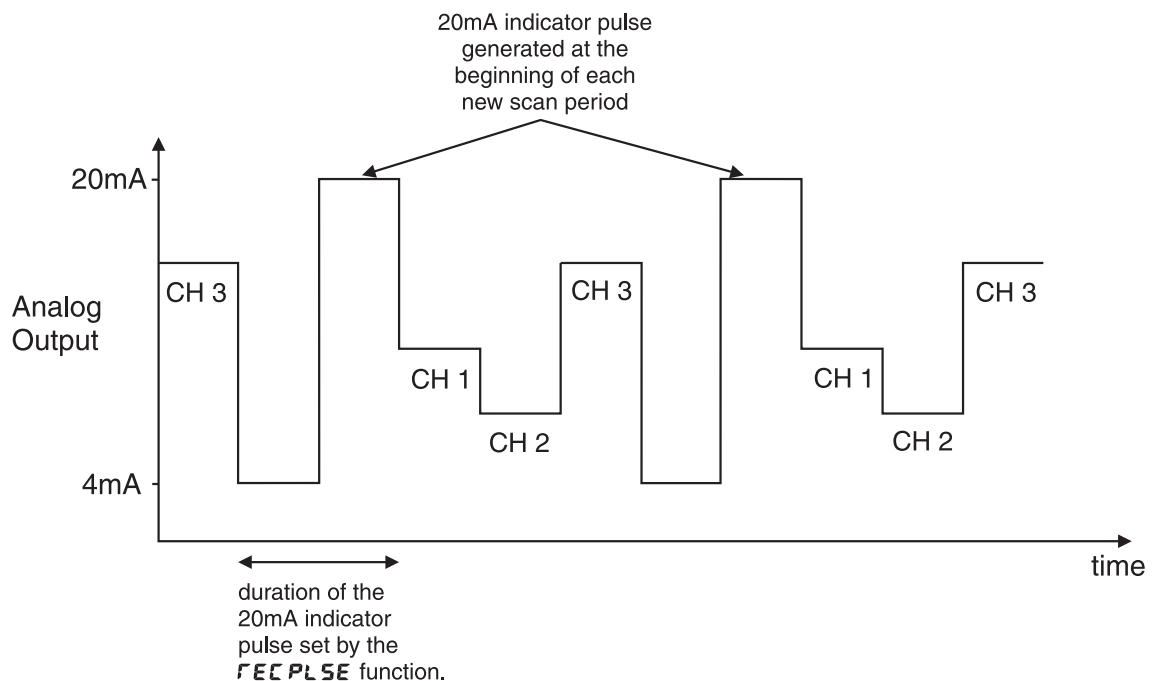 20mA indicator pulse
generated at the
beginning of each
new scan period
20mA
CH 3
CH 3
CH 3
Analog
Output
CH 1
CH 1
CH 2
CH 2
4mA
time
duration of the
20mA indicator
pulse set by the
rECPLSE function.